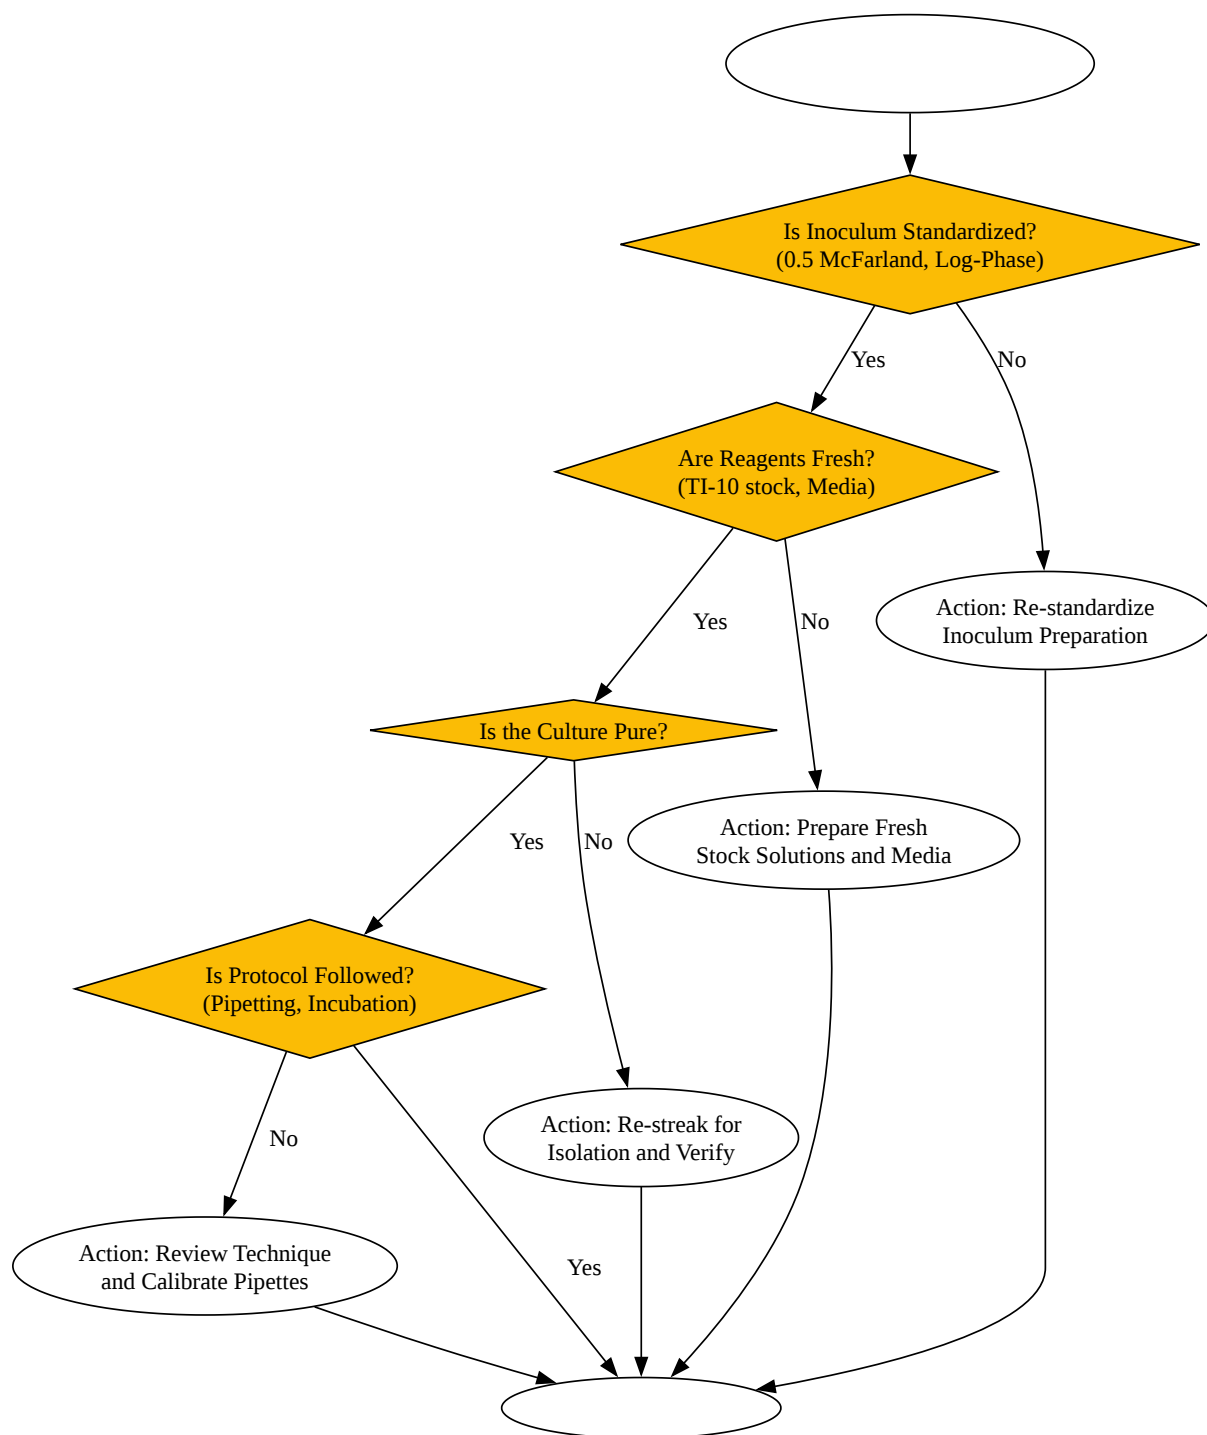 Is Inoculum Standardized?
(0.5 McFarland, Log-Phase)
Yes
No
Are Reagents Fresh?
(TI-10 stock, Media)
Action: Re-standardize
Inoculum Preparation
Yes
No
Is the Culture Pure?
Action: Prepare Fresh
Stock Solutions and Media
Yes
No
Is Protocol Followed?
(Pipetting, Incubation)
Action: Re-streak for
Isolation and Verify
No
Action: Review Technique
and Calibrate Pipettes
Yes